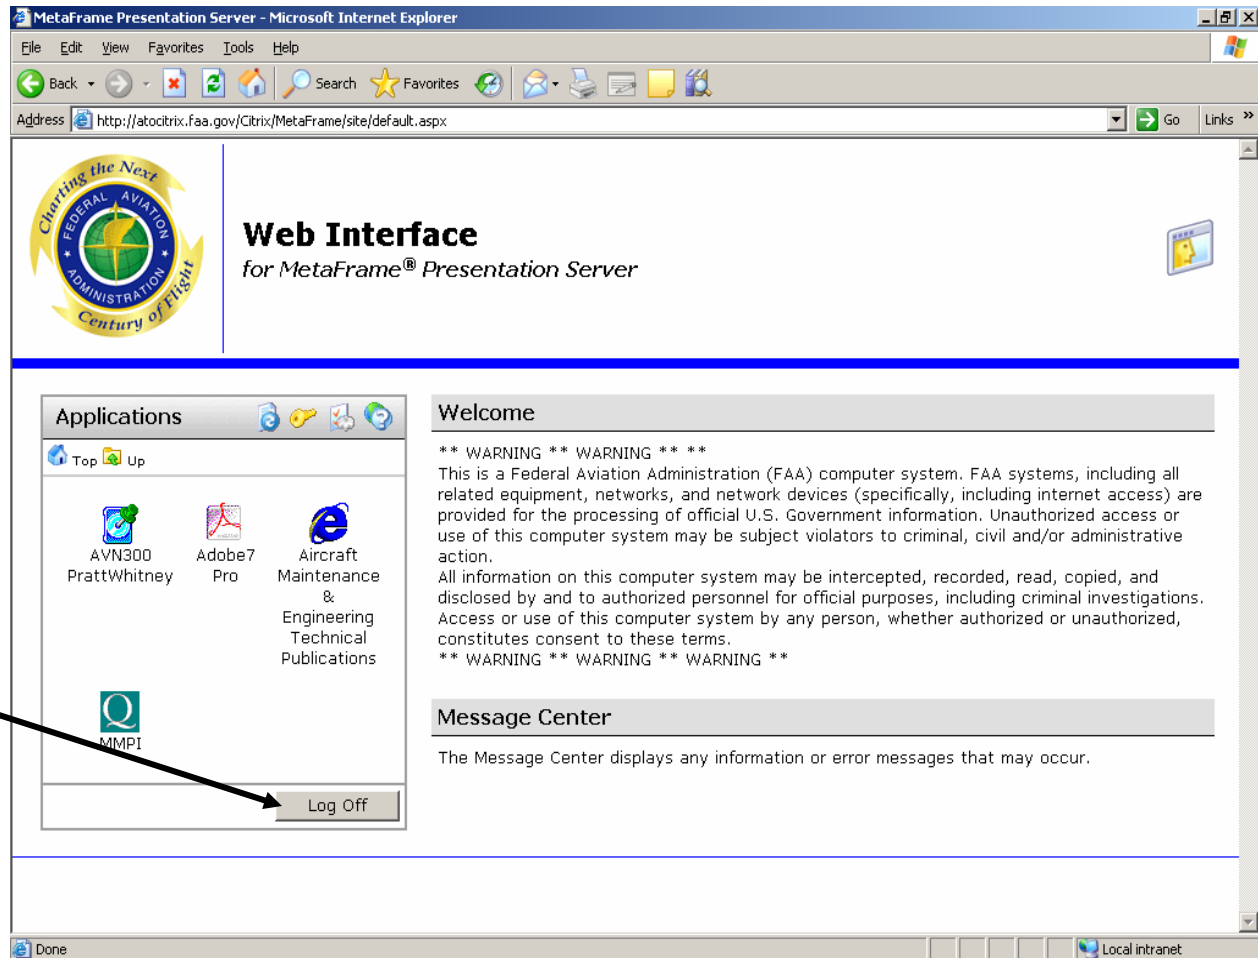 MetaFrame Presentation Server - Microsoft Internet Explorer
File Edit View Favorites Tools Help
Back Search Favorites
Address http://atocitrix.faa.gov/Citrix/MetaFrame/site/default.aspx Go Links »
Charting the Next
FEDERAL AVIATION
ADMINISTRATION
Century of Flight
Web Interface
for MetaFrame® Presentation Server
Applications
Top Up
AVN300
PrattWhitney
Adobe7
Pro
Aircraft
Maintenance
&
Engineering
Technical
Publications
Q
MMPI
Log Off
Welcome
** WARNING ** WARNING ** **
This is a Federal Aviation Administration (FAA) computer system. FAA systems, including all
related equipment, networks, and network devices (specifically, including internet access) are
provided for the processing of official U.S. Government information. Unauthorized access or
use of this computer system may be subject violators to criminal, civil and/or administrative
action.
All information on this computer system may be intercepted, recorded, read, copied, and
disclosed by and to authorized personnel for official purposes, including criminal investigations.
Access or use of this computer system by any person, whether authorized or unauthorized,
constitutes consent to these terms.
** WARNING ** WARNING ** WARNING **
Message Center
The Message Center displays any information or error messages that may occur.
Done Local intranet